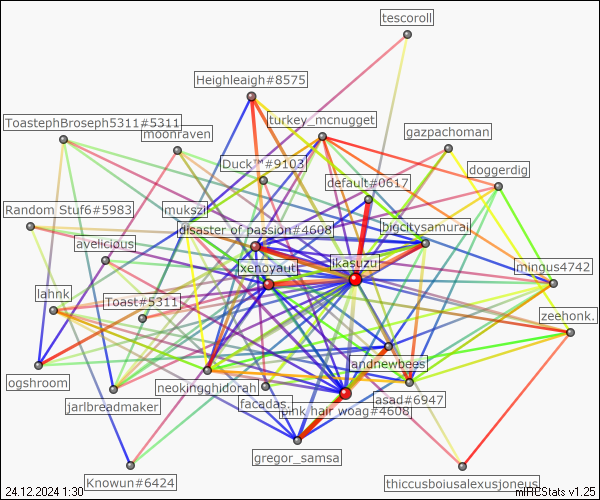 tescoroll
Heighleaigh#8575
turkey_mcnugget
ToastephBroseph5311#5311
moonraven
gazpachoman
Duck™#9103
doggerdig
default#0617
Random Stuf6#5983
mukszi
disaster of passion#4608
bigcitysamurai
avelicious
xenoyaut
ikasuzui
mingus4742
lahnk
Toast#5311
zeehonk.
andnewbees
ogshroom
neokingghidorah
asad#6947
jarlbreadmaker
facadas.
pink hair woag#4608
gregor_samsa
Knowun#6424
thiccusboiusalexusjoneus
24.12.2024 1:30
mIRCStats v1.25